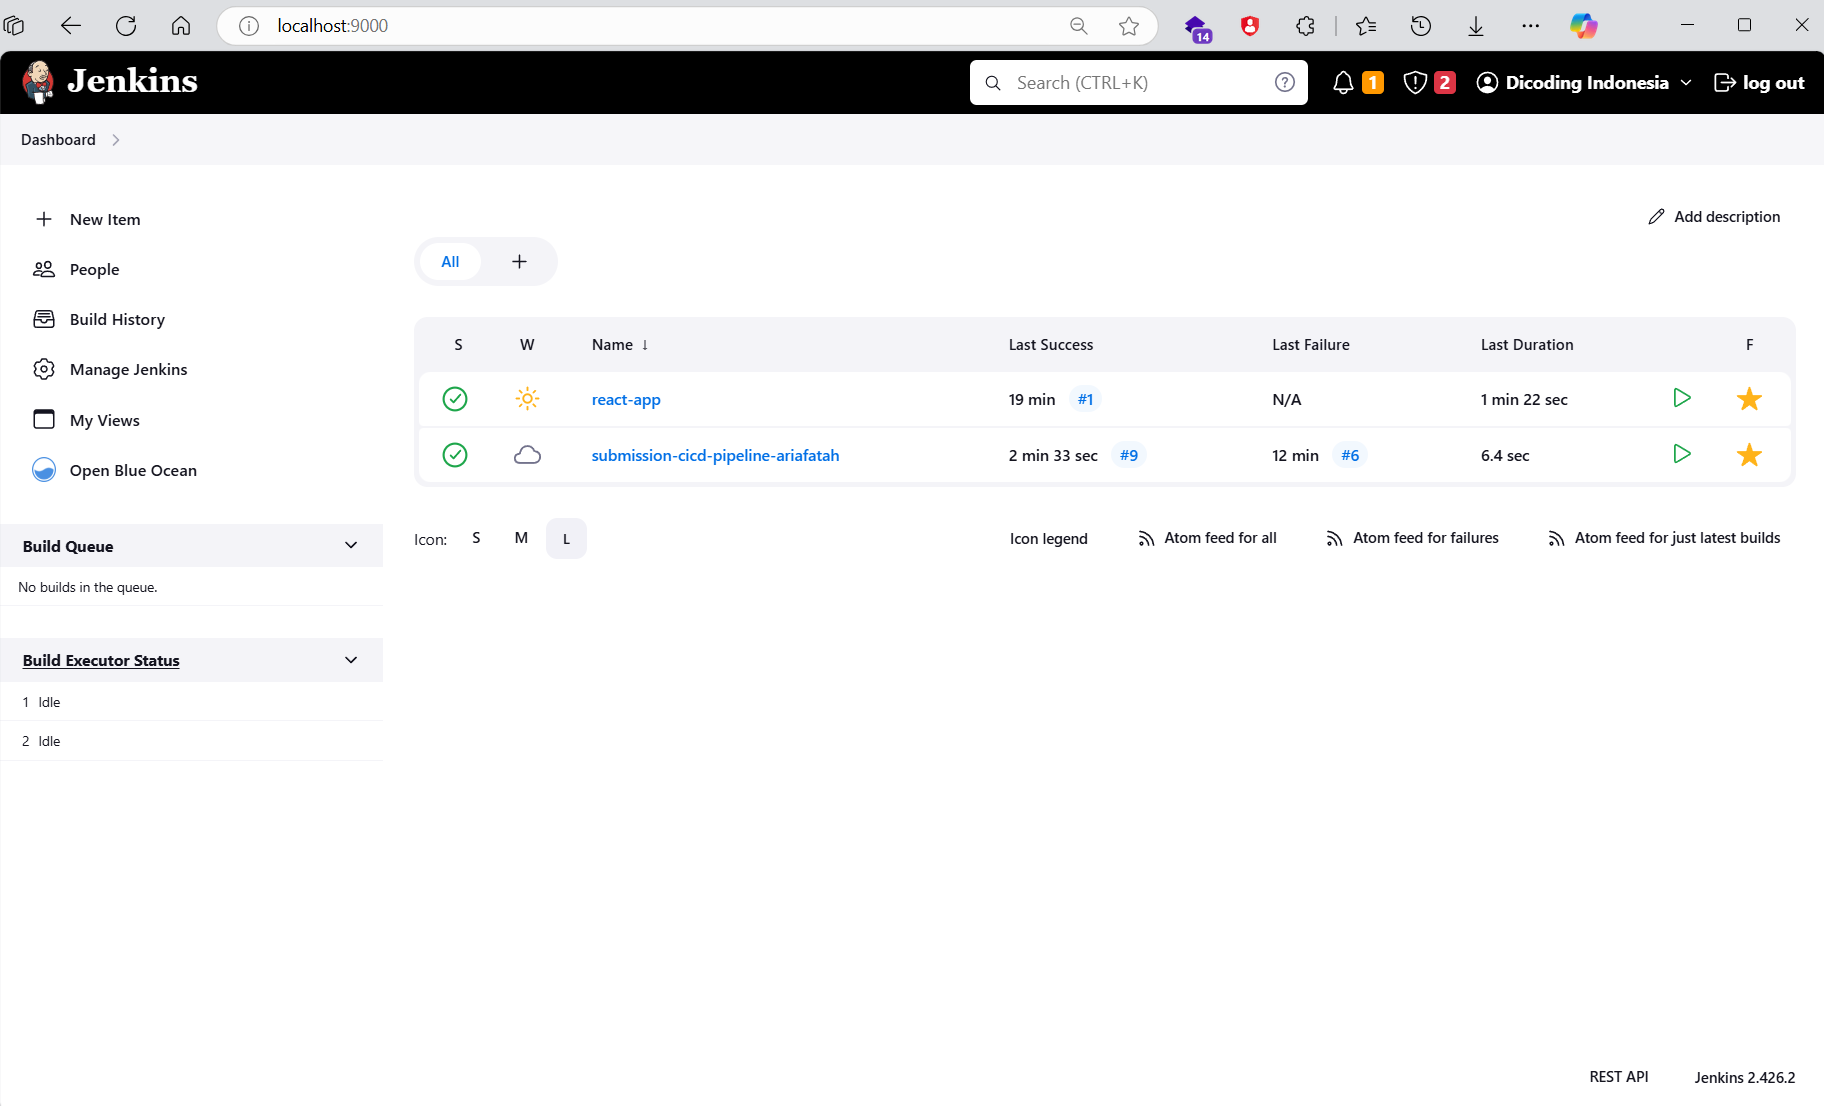 localhost:9000
14
Jenkins
Search (CTRL+K)
1
2
Dicoding Indonesia
log out
Dashboard
New Item
People
Build History
Manage Jenkins
My Views
Open Blue Ocean
Build Queue
No builds in the queue.
Build Executor Status
1 Idle
2 Idle
Add description
All
S W Name ↓ Last Success Last Failure Last Duration F
react-app 19 min #1 N/A 1 min 22 sec
submission-cicd-pipeline-ariafatah 2 min 33 sec #9 12 min #6 6.4 sec
Icon: S M L
Icon legend
Atom feed for all
Atom feed for failures
Atom feed for just latest builds
REST API
Jenkins 2.426.2